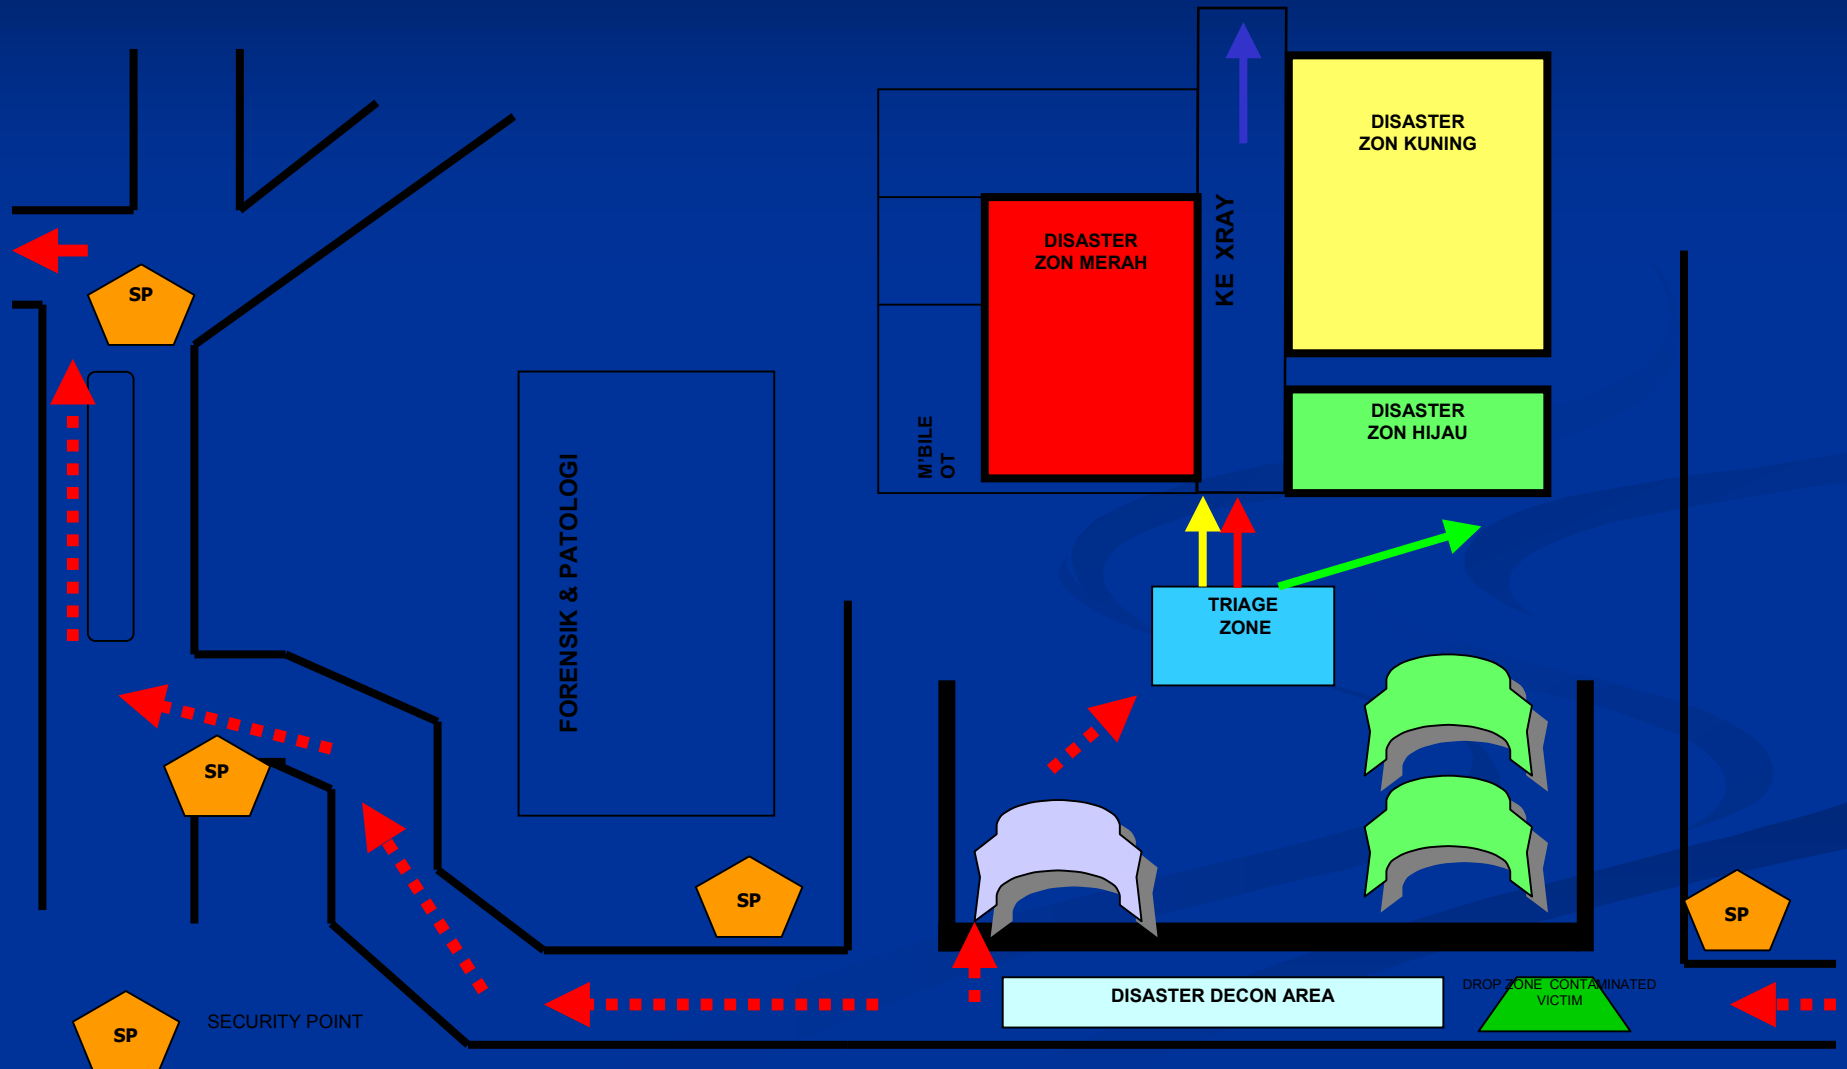 DISASTER
ZON KUNING
KE XRAY
DISASTER
ZON MERAH
SP
DISASTER
ZON HIJAU
M'BILE
OT
FORENSIK & PATOLOGI
TRIAGE
ZONE
SP
SP
SP
DROP ZONE CONTAMINATED
VICTIM
DISASTER DECON AREA
SP
SECURITY POINT